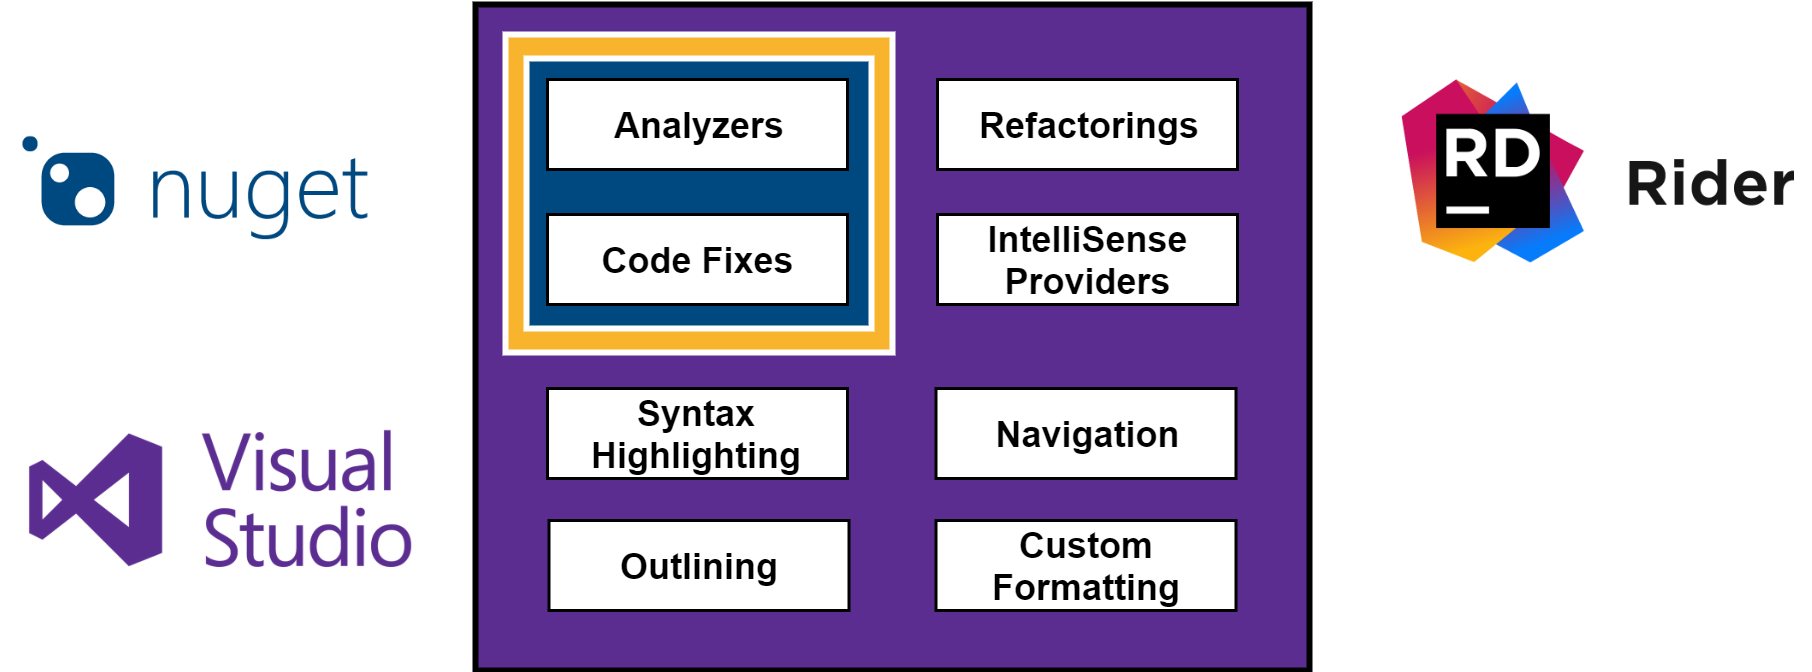 nuget
Visual
Studio
Analyzers
Refactorings
Code Fixes
IntelliSense
Providers
Syntax
Highlighting
Navigation
Outlining
Custom
Formatting
RD
Rider